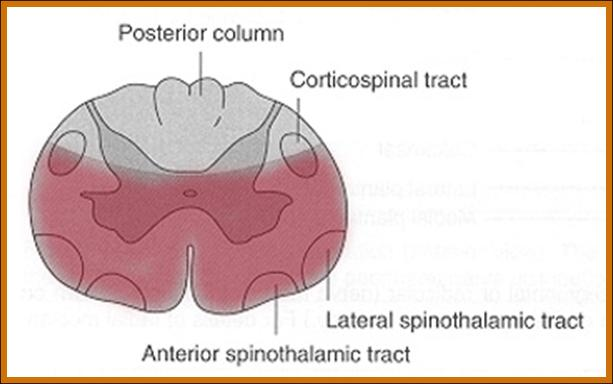 Posterior column
Corticospinal tract
Lateral spinothalamic tract
Anterior spinothalamic tract